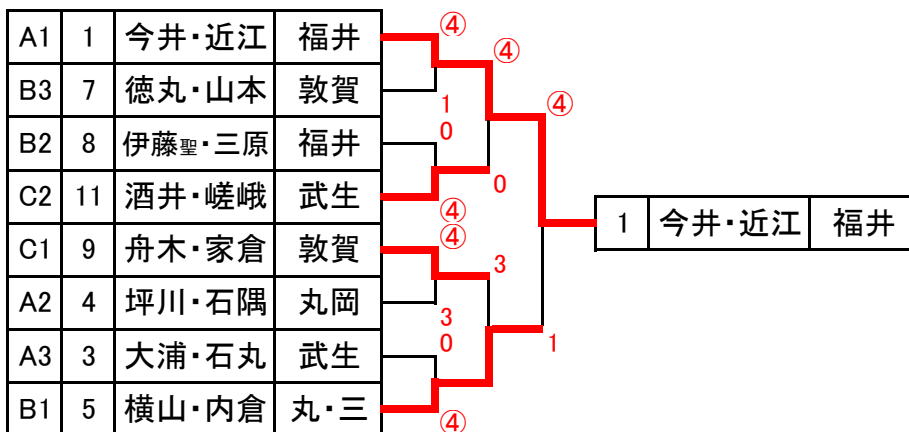 A1 1 今井・近江 福井
B3 7 徳丸・山本 敦賀
B2 8 伊藤聖・三原 福井
C2 11 酒井・嵯峨 武生
C1 9 舟木・家倉 敦賀
A2 4 坪川・石隅 丸岡
A3 3 大浦・石丸 武生
B1 5 横山・内倉 丸・三
④
1
0
④
④
3
0
④
④
0
3
④
1
1 今井・近江 福井